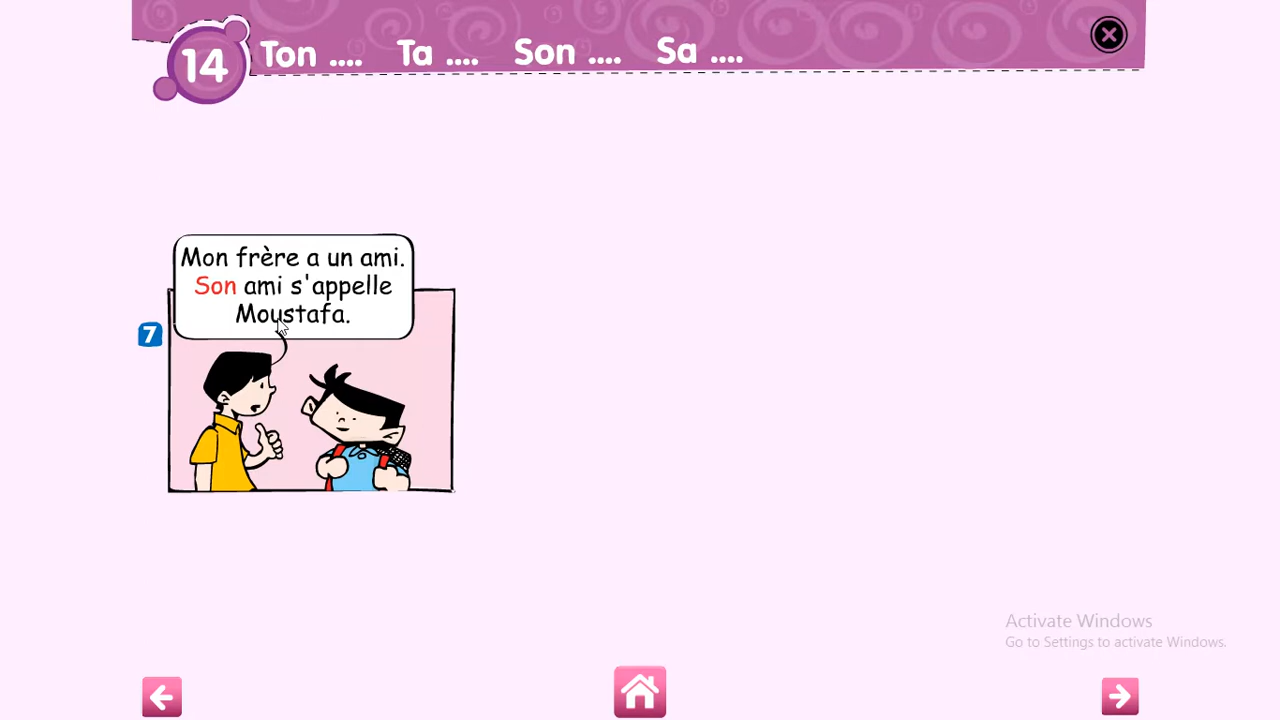 14 Ton .... Ta .... Son .... Sa ....
Mon frère a un ami.
Son ami s'appelle
Moustafa.
7
Activate Windows
Go to Settings to activate Windows.